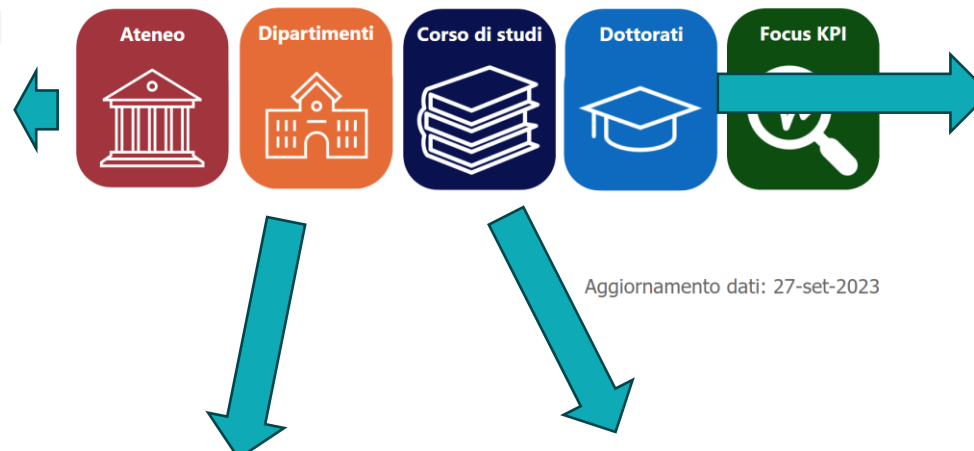 Ateneo
Dipartimenti
Corso di studi
Dottorati
Focus KPI
Aggiornamento dati: 27-set-2023